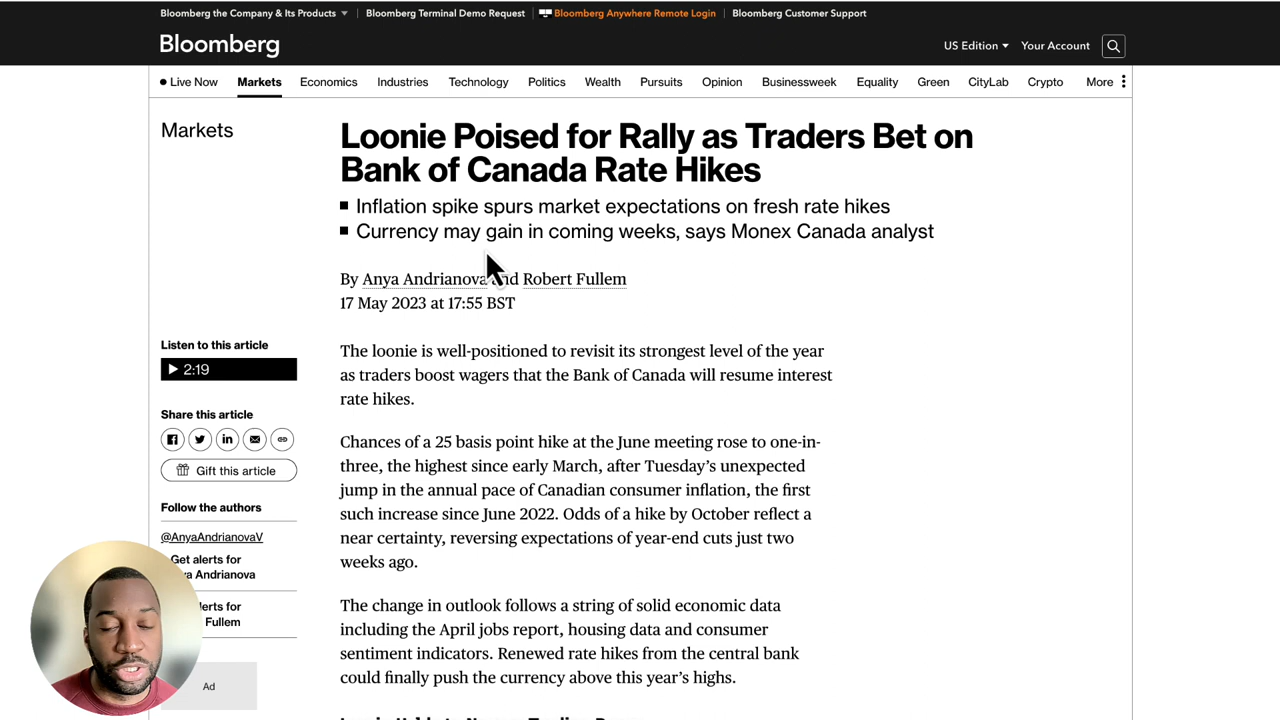 Bloomberg the Company & Its Products
Bloomberg Terminal Demo Request
Bloomberg Anywhere Remote Login
Bloomberg Customer Support
Bloomberg
US Edition
Your Account
Live Now
Markets
Economics
Industries
Technology
Politics
Wealth
Pursuits
Opinion
Businessweek
Equality
Green
CityLab
Crypto
More
Markets
Loonie Poised for Rally as Traders Bet on
Bank of Canada Rate Hikes
Inflation spike spurs market expectations on fresh rate hikes
Currency may gain in coming weeks, says Monex Canada analyst
By Anya Andrianova and Robert Fullem
17 May 2023 at 17:55 BST
Listen to this article
2:19
Share this article
Gift this article
Follow the authors
@AnyaAndrianovaV
Get alerts for
Andrianova
Fullem
Ad
The loonie is well-positioned to revisit its strongest level of the year
as traders boost wagers that the Bank of Canada will resume interest
rate hikes.
Chances of a 25 basis point hike at the June meeting rose to one-in-
three, the highest since early March, after Tuesday’s unexpected
jump in the annual pace of Canadian consumer inflation, the first
such increase since June 2022. Odds of a hike by October reflect a
near certainty, reversing expectations of year-end cuts just two
weeks ago.
The change in outlook follows a string of solid economic data
including the April jobs report, housing data and consumer
sentiment indicators. Renewed rate hikes from the central bank
could finally push the currency above this year’s highs.